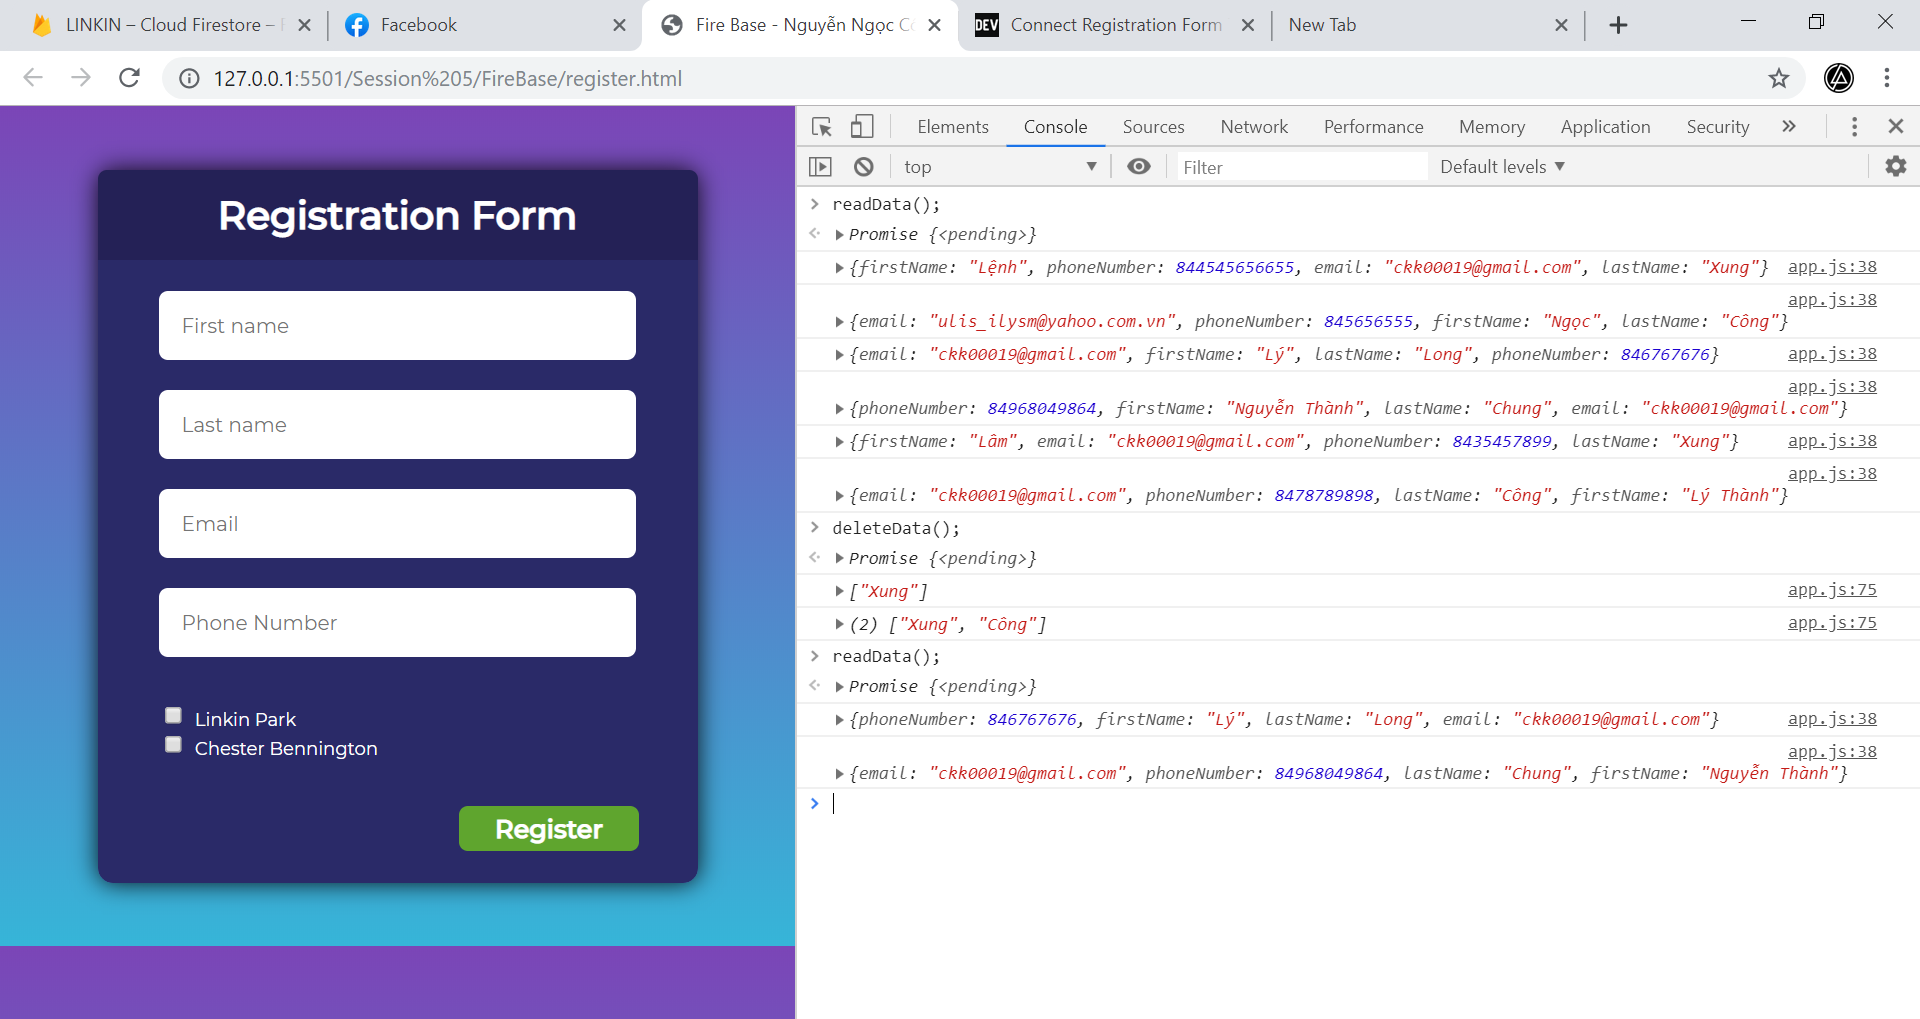 LINKIN – Cloud Firestore –
Facebook
Fire Base - Nguyễn Ngọc Cô
DEV Connect Registration Form
New Tab
127.0.0.1:5501/Session%205/FireBase/register.html
Registration Form
First name
Last name
Email
Phone Number
Linkin Park
Chester Bennington
Register
Elements Console Sources Network Performance Memory Application Security »
top Filter Default levels
readData();
Promise {<pending>}
{firstName: "Lệnh", phoneNumber: 844545656655, email: "ckk00019@gmail.com", lastName: "Xung"} app.js:38
app.js:38
{email: "ulis_ilysm@yahoo.com.vn", phoneNumber: 845656555, firstName: "Ngọc", lastName: "Công"}
{email: "ckk00019@gmail.com", firstName: "Lý", lastName: "Long", phoneNumber: 846767676} app.js:38
app.js:38
{phoneNumber: 84968049864, firstName: "Nguyễn Thành", lastName: "Chung", email: "ckk00019@gmail.com"}
{firstName: "Lâm", email: "ckk00019@gmail.com", phoneNumber: 8435457899, lastName: "Xung"} app.js:38
app.js:38
{email: "ckk00019@gmail.com", phoneNumber: 8478789898, lastName: "Công", firstName: "Lý Thành"}
deleteData();
Promise {<pending>}
["Xung"] app.js:75
(2) ["Xung", "Công"] app.js:75
readData();
Promise {<pending>}
{phoneNumber: 846767676, firstName: "Lý", lastName: "Long", email: "ckk00019@gmail.com"} app.js:38
app.js:38
{email: "ckk00019@gmail.com", phoneNumber: 84968049864, lastName: "Chung", firstName: "Nguyễn Thành"}